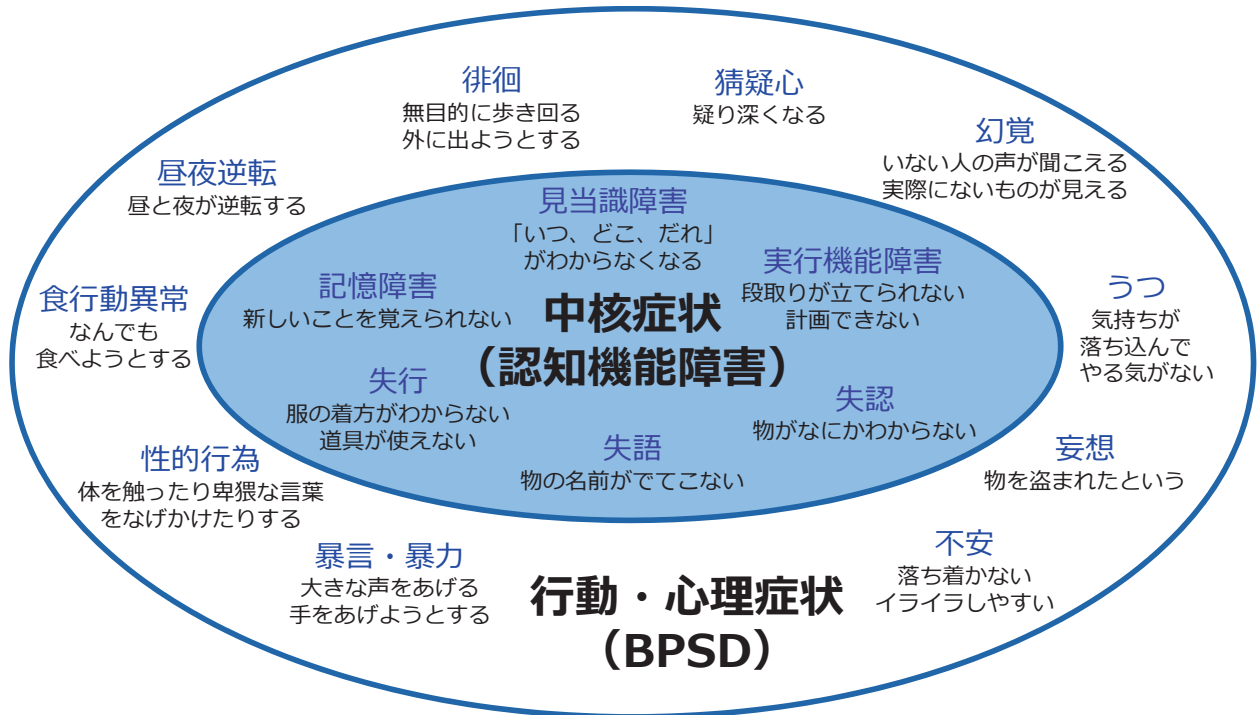 徘徊
無目的に歩き回る
外に出ようとする
猜疑心
疑り深くなる
幻覚
いない人の声が聞こえる
実際にないものが見える
昼夜逆転
昼と夜が逆転する
見当識障害
「いつ、どこ、だれ」
がわからなくなる
実行機能障害
段取りが立てられない
計画できない
記憶障害
新しいことを覚えられない
食行動異常
なんでも
食べようとする
中核症状
（認知機能障害）
うつ
気持ちが
落ち込んで
やる気がない
失行
服の着方がわからない
道具が使えない
失認
物がなにかわからない
失語
物の名前がでてこない
性的行為
体を触ったり卑猥な言葉
をなげかけたりする
妄想
物を盗まれたという
暴言・暴力
大きな声をあげる
手をあげようとする
不安
落ち着かない
イライラしやすい
行動・心理症状
（BPSD）